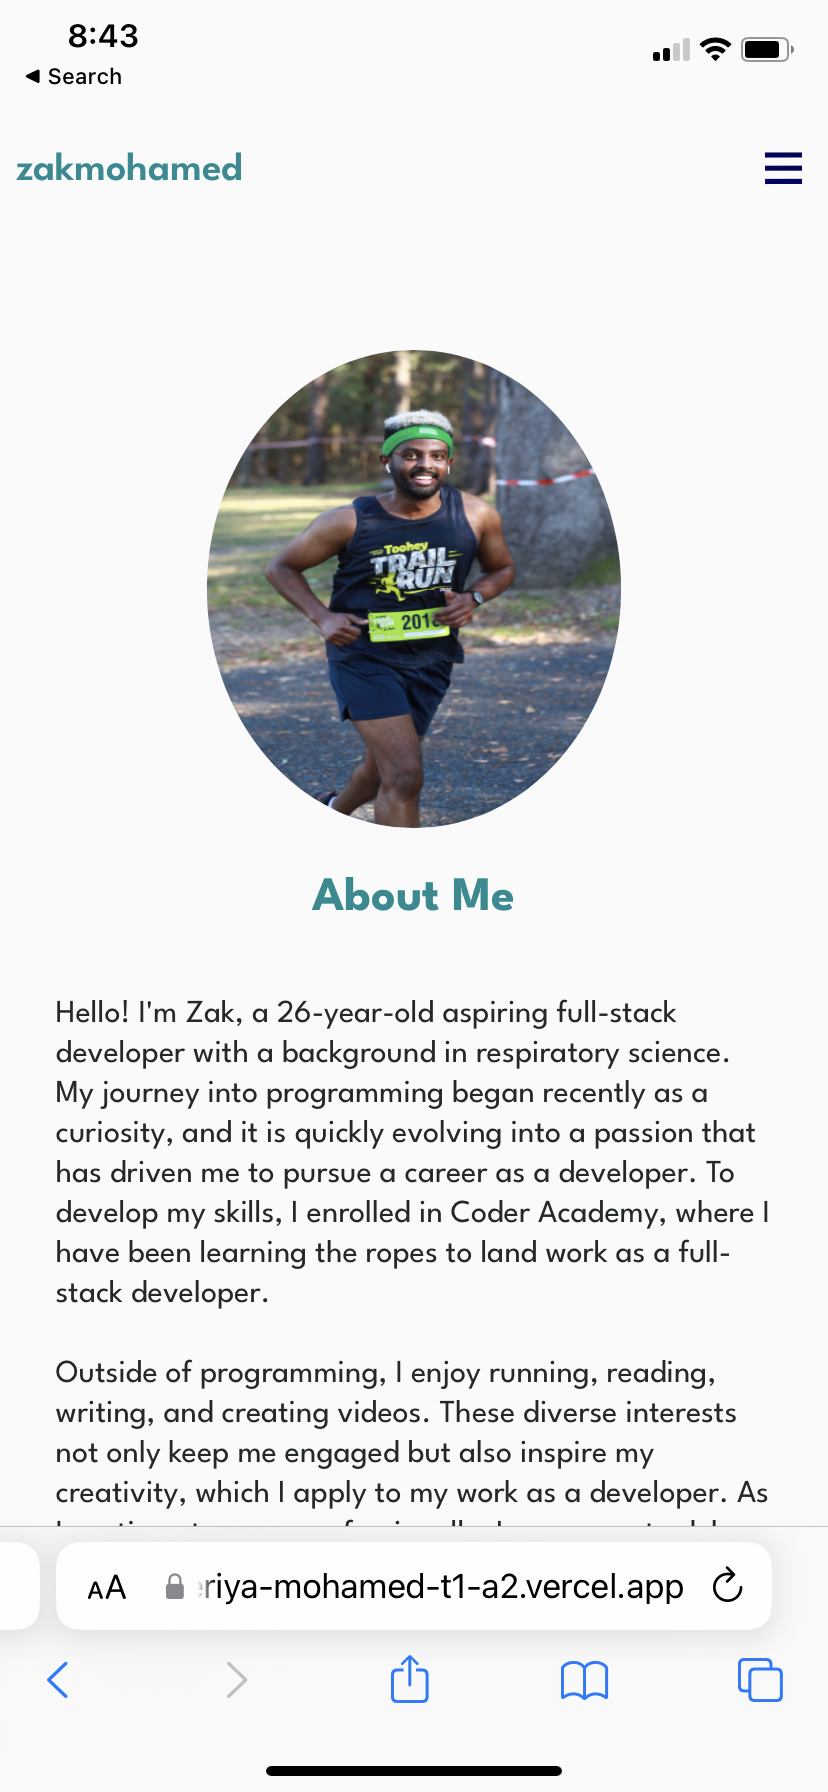 8:43
◀ Search
zakmohamed
Toohey
TRAIL
RUN
201
About Me
Hello! I'm Zak, a 26-year-old aspiring full-stack
developer with a background in respiratory science.
My journey into programming began recently as a
curiosity, and it is quickly evolving into a passion that
has driven me to pursue a career as a developer. To
develop my skills, I enrolled in Coder Academy, where I
have been learning the ropes to land work as a full-
stack developer.
Outside of programming, I enjoy running, reading,
writing, and creating videos. These diverse interests
not only keep me engaged but also inspire my
creativity, which I apply to my work as a developer. As
AA
riya-mohamed-t1-a2.vercel.app